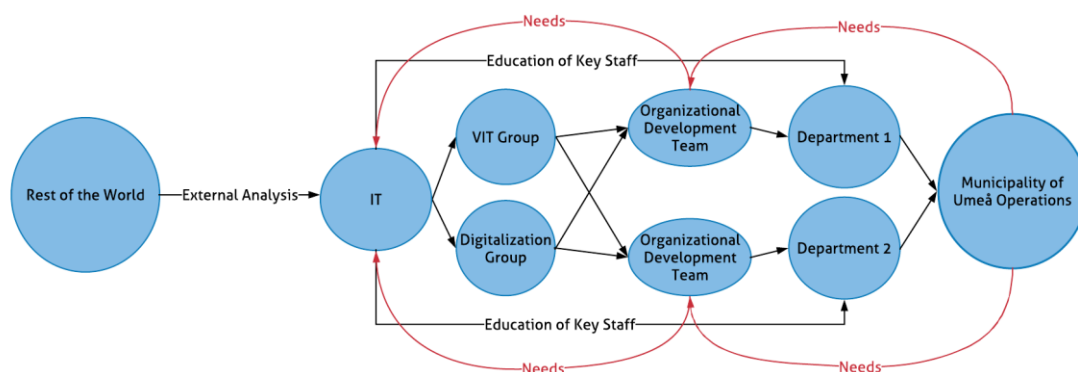 Needs
Needs
Education of Key Staff
Rest of the World
External Analysis
IT
VIT Group
Digitalization
Group
Organizational
Development
Team
Organizational
Development
Team
Department 1
Department 2
Municipality of
Umeå Operations
Education of Key Staff
Needs
Needs